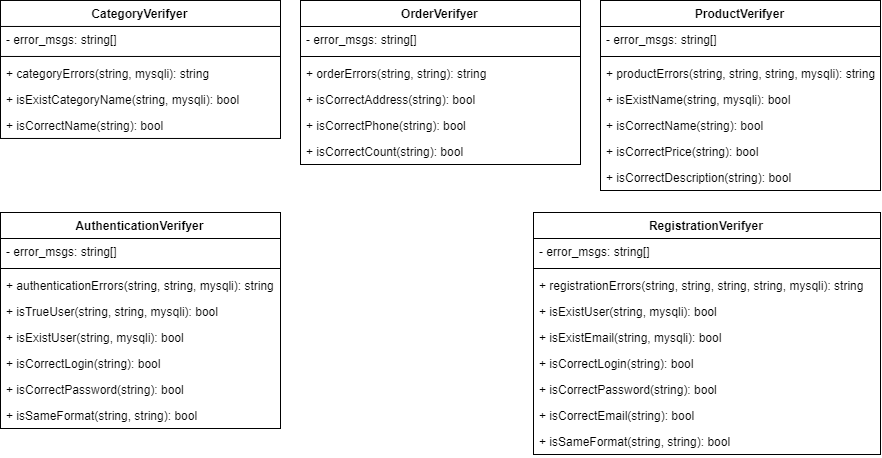 CategoryVerifyer
- error_msgs: string[]
+ categoryErrors(string, mysqli): string
+ isExistCategoryName(string, mysqli): bool
+ isCorrectName(string): bool
OrderVerifyer
- error_msgs: string[]
+ orderErrors(string, string): string
+ isCorrectAddress(string): bool
+ isCorrectPhone(string): bool
+ isCorrectCount(string): bool
ProductVerifyer
- error_msgs: string[]
+ productErrors(string, string, string, mysqli): string
+ isExistName(string, mysqli): bool
+ isCorrectName(string): bool
+ isCorrectPrice(string): bool
+ isCorrectDescription(string): bool
AuthenticationVerifyer
- error_msgs: string[]
+ authenticationErrors(string, string, mysqli): string
+ isTrueUser(string, string, mysqli): bool
+ isExistUser(string, mysqli): bool
+ isCorrectLogin(string): bool
+ isCorrectPassword(string): bool
+ isSameFormat(string, string): bool
RegistrationVerifyer
- error_msgs: string[]
+ registrationErrors(string, string, string, string, mysqli): string
+ isExistUser(string, mysqli): bool
+ isExistEmail(string, mysqli): bool
+ isCorrectLogin(string): bool
+ isCorrectPassword(string): bool
+ isCorrectEmail(string): bool
+ isSameFormat(string, string): bool